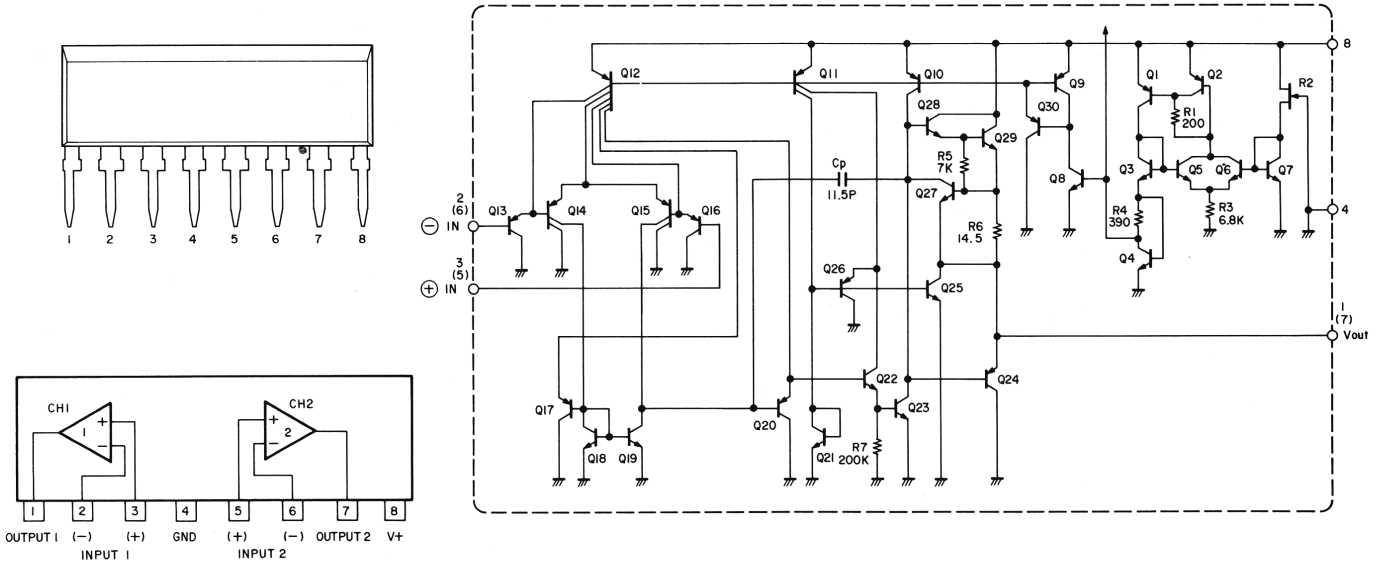 1 2 3 4 5 6 7 8
CH1
CH2
1
+
−
+
−
2
1 2 3 4 5 6 7 8
OUTPUT 1 (−) (+) GND (+) (−) OUTPUT 2 V+
INPUT 1 INPUT 2
8
Q12
Q11
Q10
Q9
Q1
Q2
R2
Q28
Q30
R1
200
Q29
R5
7K
Cp
11.5P
Q27
Q8
Q3
Q5
Q6
Q7
2
(6)
⊖ IN
Q13
Q14
Q15
Q16
R6
14.5
R4
390
R3
6.8K
4
3
(5)
⊕ IN
Q4
Q26
Q25
1
(7)
Vout
Q22
Q24
Q17
Q23
Q20
Q18
Q19
Q21
R7
200K